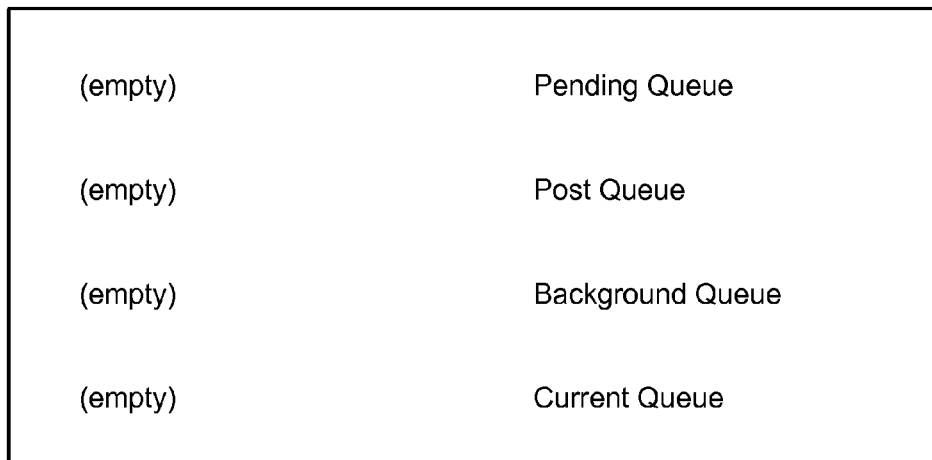 (empty) Pending Queue
(empty) Post Queue
(empty) Background Queue
(empty) Current Queue